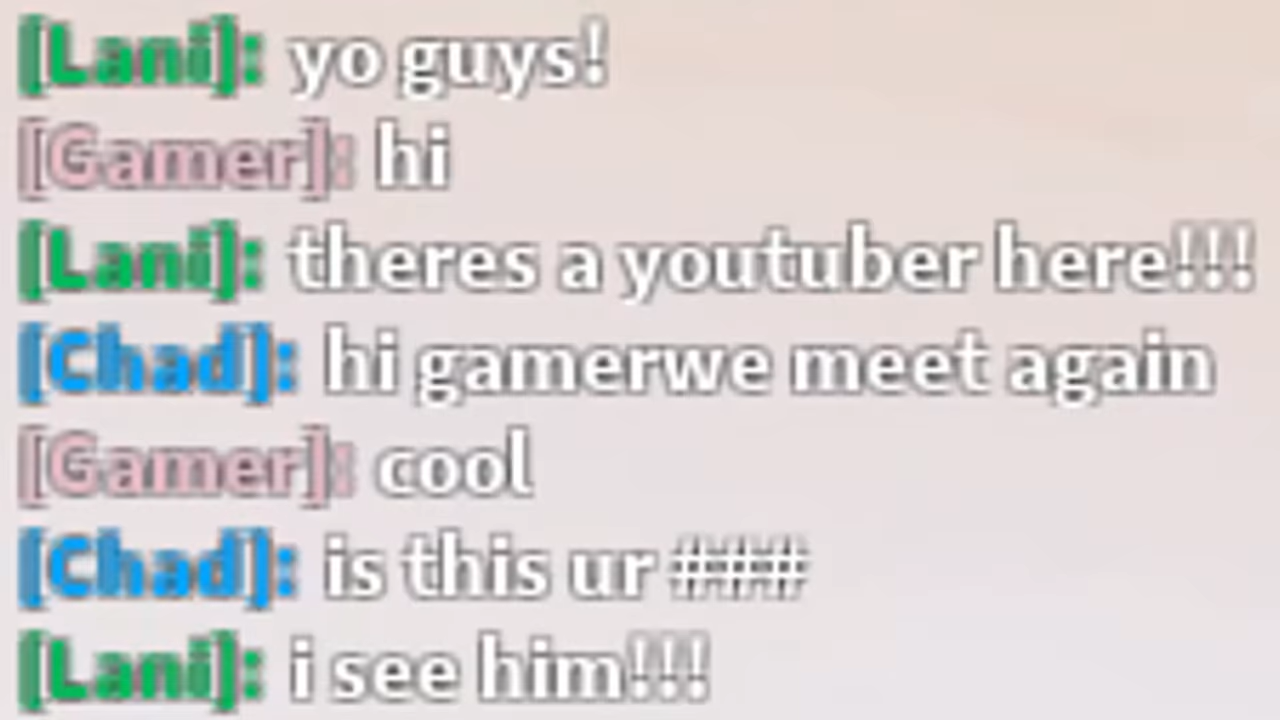 [Lani]: yo guys!
[Gamer]: hi
[Lani]: theres a youtuber here!!!
[Chad]: hi gamerwe meet again
[Gamer]: cool
[Chad]: is this ur ###
[Lani]: i see him!!!